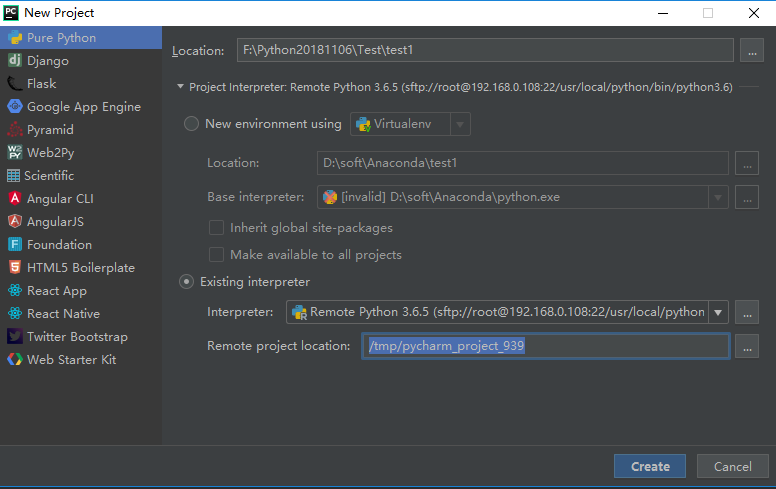 PC New Project
Pure Python
Django
Flask
Google App Engine
Pyramid
Web2Py
Scientific
Angular CLI
AngularJS
Foundation
HTML5 Boilerplate
React App
React Native
Twitter Bootstrap
Web Starter Kit
Location: F:\Python20181106\Test\test1 ...
Project Interpreter: Remote Python 3.6.5 (sftp://root@192.168.0.108:22/usr/local/python/bin/python3.6)
New environment using Virtualenv
Location: D:\soft\Anaconda\test1 ...
Base interpreter: [invalid] D:\soft\Anaconda\python.exe ...
Inherit global site-packages
Make available to all projects
Existing interpreter
Interpreter: Remote Python 3.6.5 (sftp://root@192.168.0.108:22/usr/local/python ...
Remote project location: /tmp/pycharm_project_939 ...
Create Cancel